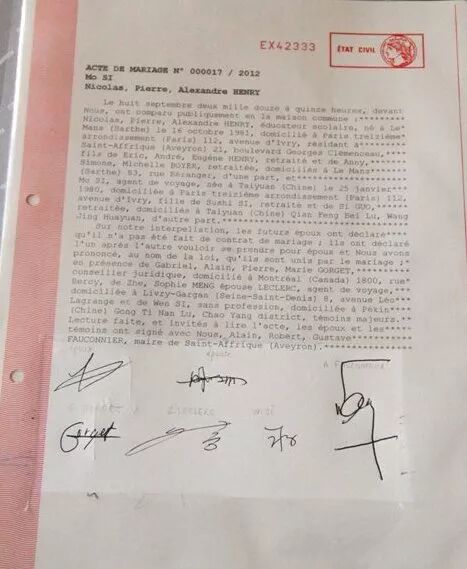 EX42333
ÉTAT CIVIL
ACTE DE MARIAGE N° 000017 / 2012
Mo SI
Nicolas, Pierre, Alexandre HENRY
Le huit septembre deux mille douze à quinze heures, devant
Nous, ont comparu publiquement en la maison commune :
Nicolas, Pierre, Alexandre HENRY, éducateur scolaire, né à Le
Mans (Sarthe) le 16 octobre 1981, domicilié à Paris treizième
arrondissement (Paris) 112, avenue d'Ivry, résidant à
Saint-Affrique (Aveyron) 21, boulevard Georges Clemenceau,
fils de Eric, André, Eugène HENRY, retraité et de Anny,
Simone, Michelle BOYER, retraitée, domiciliés à Le Mans
(Sarthe) 83, rue Béranger, d'une part, et
Mo SI, agent de voyage, née à Taiyuan (Chine) le 25 janvier
1980, domiciliée à Paris treizième arrondissement (Paris) 112,
avenue d'Ivry, fille de Sushi SI, retraité et de Si GUO,
retraitée, domiciliés à Taiyuan (Chine) Qian Feng Bei Lu, Wang
Jing Huayuan, d'autre part.
Sur notre interpellation, les futurs époux ont déclaré
qu'il n'a pas été fait de contrat de mariage ; ils ont déclaré
l'un après l'autre vouloir se prendre pour époux et Nous avons
prononcé, au nom de la loi, qu'ils sont unis par le mariage ;
en présence de Gabriel, Alain, Pierre, Marie GORGET,
conseiller juridique, domicilié à Montréal (Canada) 1800, rue
Bercy, de Zhe, Sophie MENG épouse LECLERC, agent de voyage,
domiciliée à Livry-Gargan (Seine-Saint-Denis) 8, avenue Léo
Lagrange et de Wen SI, sans profession, domiciliée à Pékin
(Chine) Gong Ti Nan Lu, Chao Yang district, témoins majeurs.
Lecture faite, et invités à lire l'acte, les époux et les
témoins ont signé avec Nous, Alain, Robert, Gustave
FAUCONNIER, maire de Saint-Affrique (Aveyron).
épouse
Gorget